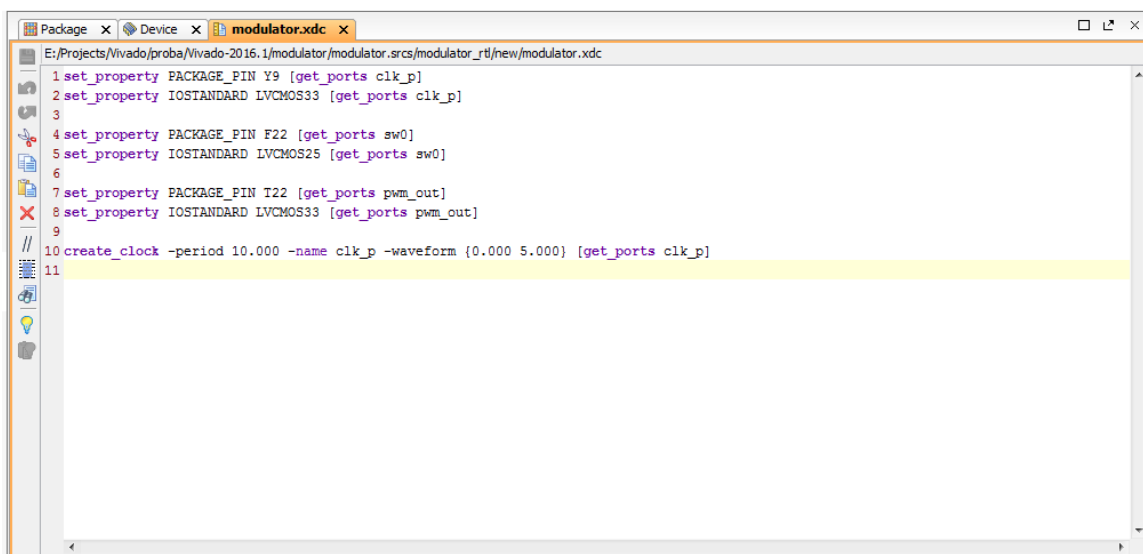 Package Device modulator.xdc
E:/Projects/Vivado/proba/Vivado-2016.1/modulator/modulator.srcs/modulator_rtl/new/modulator.xdc
1 set_property PACKAGE_PIN Y9 [get_ports clk_p]
2 set_property IOSTANDARD LVCMOS33 [get_ports clk_p]
3
4 set_property PACKAGE_PIN F22 [get_ports sw0]
5 set_property IOSTANDARD LVCMOS25 [get_ports sw0]
6
7 set_property PACKAGE_PIN T22 [get_ports pwm_out]
8 set_property IOSTANDARD LVCMOS33 [get_ports pwm_out]
9
10 create_clock -period 10.000 -name clk_p -waveform {0.000 5.000} [get_ports clk_p]
11